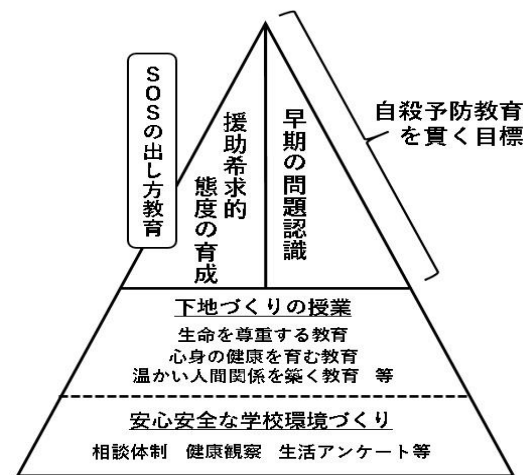 SOSの出し方教育
援助希求的
態度の育成
早期の問題認識
自殺予防教育
を貫く目標
下地づくりの授業
生命を尊重する教育
心身の健康を育む教育
温かい人間関係を築く教育　等
安心安全な学校環境づくり
相談体制　健康観察　生活アンケート等